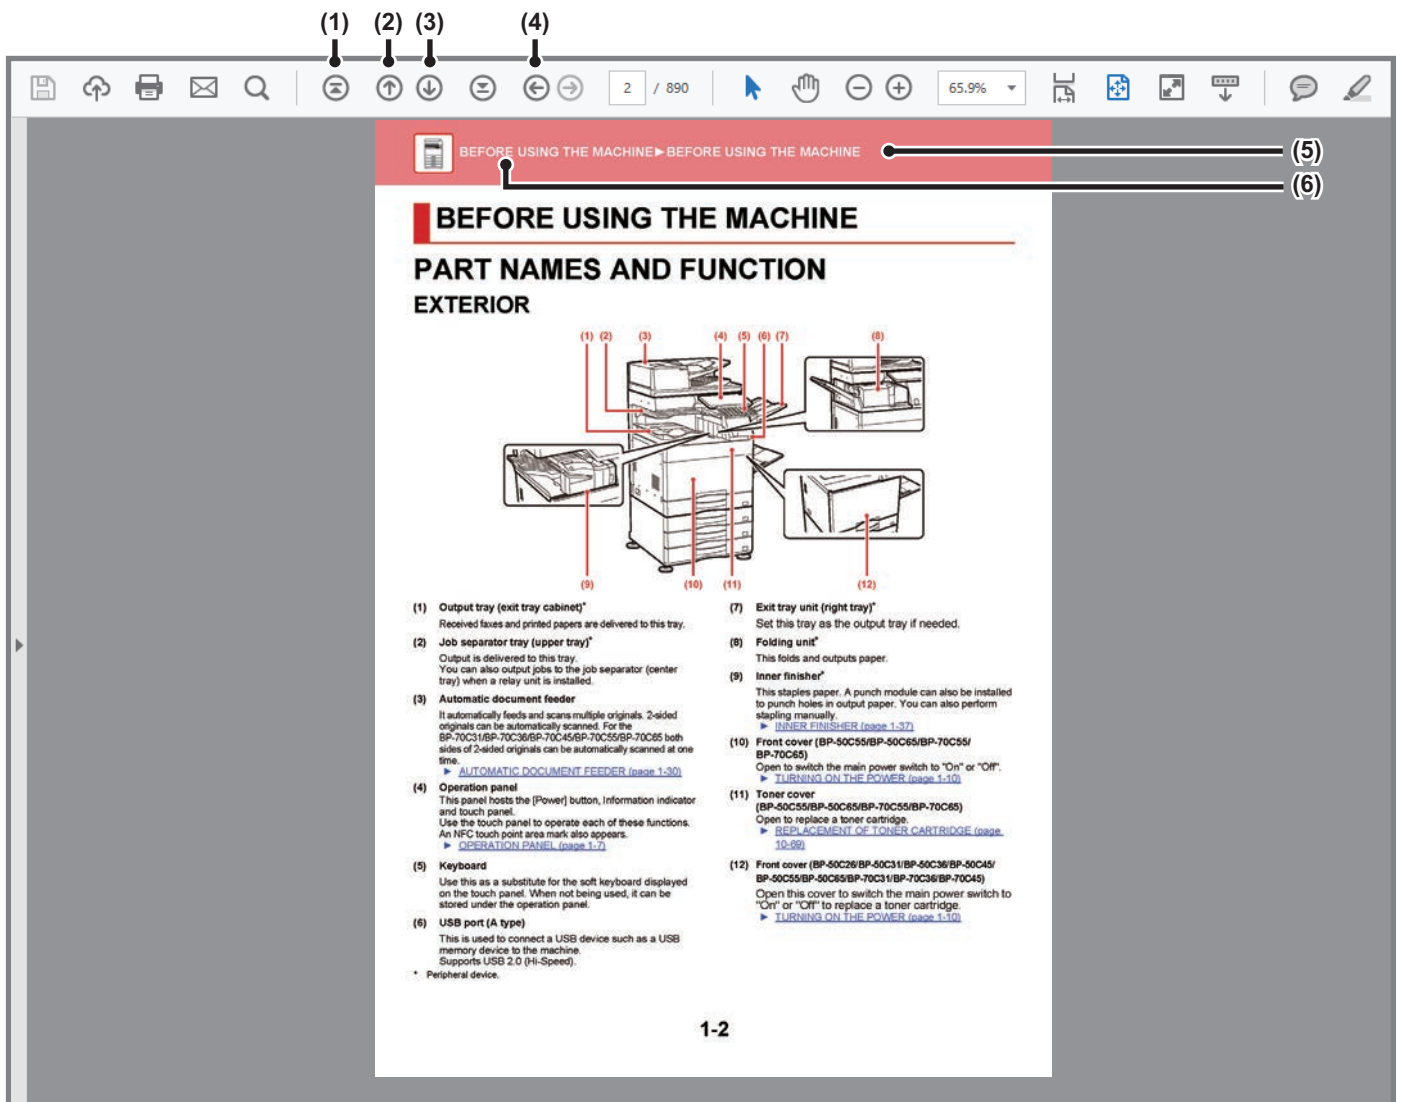 (1) (2) (3) (4)
2 / 890 65.9%
BEFORE USING THE MACHINE►BEFORE USING THE MACHINE
(5)
(6)
BEFORE USING THE MACHINE
PART NAMES AND FUNCTION
EXTERIOR
(1) (2) (3) (4) (5) (6) (7) (8)
(9) (10) (11) (12)
(1) Output tray (exit tray cabinet)*
Received faxes and printed papers are delivered to this tray.
(2) Job separator tray (upper tray)*
Output is delivered to this tray.
You can also output jobs to the job separator (center
tray) when a relay unit is installed.
(3) Automatic document feeder
It automatically feeds and scans multiple originals. 2-sided
originals can be automatically scanned. For the
BP-70C31/BP-70C36/BP-70C45/BP-70C55/BP-70C65 both
sides of 2-sided originals can be automatically scanned at one
time.
► AUTOMATIC DOCUMENT FEEDER (page 1-30)
(4) Operation panel
This panel hosts the [Power] button, Information indicator
and touch panel.
Use the touch panel to operate each of these functions.
An NFC touch point area mark also appears.
► OPERATION PANEL (page 1-7)
(5) Keyboard
Use this as a substitute for the soft keyboard displayed
on the touch panel. When not being used, it can be
stored under the operation panel.
(6) USB port (A type)
This is used to connect a USB device such as a USB
memory device to the machine.
Supports USB 2.0 (Hi-Speed).
* Peripheral device.
(7) Exit tray unit (right tray)*
Set this tray as the output tray if needed.
(8) Folding unit*
This folds and outputs paper.
(9) Inner finisher*
This staples paper. A punch module can also be installed
to punch holes in output paper. You can also perform
stapling manually.
► INNER FINISHER (page 1-37)
(10) Front cover (BP-50C55/BP-50C65/BP-70C55/
BP-70C65)
Open to switch the main power switch to "On" or "Off".
► TURNING ON THE POWER (page 1-10)
(11) Toner cover
(BP-50C55/BP-50C65/BP-70C55/BP-70C65)
Open to replace a toner cartridge.
► REPLACEMENT OF TONER CARTRIDGE (page
10-69)
(12) Front cover (BP-50C26/BP-50C31/BP-50C36/BP-50C45/
BP-50C55/BP-50C65/BP-70C31/BP-70C36/BP-70C45)
Open this cover to switch the main power switch to
"On" or "Off" to replace a toner cartridge.
► TURNING ON THE POWER (page 1-10)
1-2